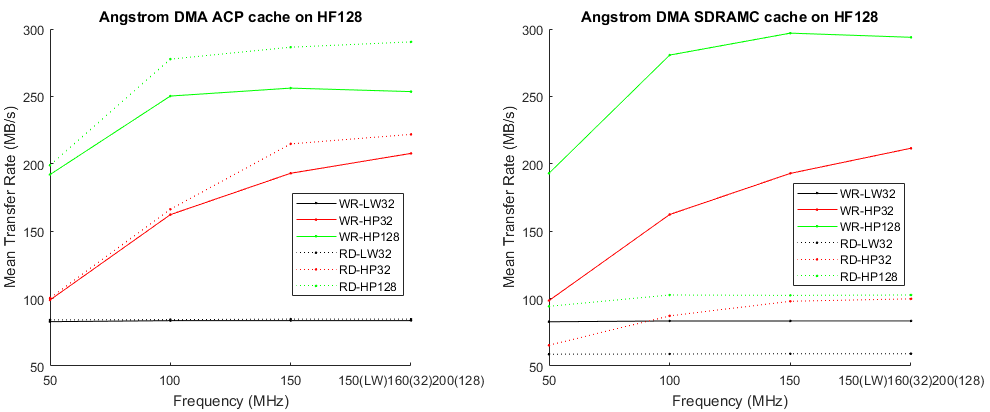 Angstrom DMA ACP cache on HF128
300
250
200
150
100
50
Mean Transfer Rate (MB/s)
50
100
150
150(LW)160(32)200(128)
Frequency (MHz)
WR-LW32
WR-HP32
WR-HP128
RD-LW32
RD-HP32
RD-HP128
Angstrom DMA SDRAMC cache on HF128
300
250
200
150
100
50
Mean Transfer Rate (MB/s)
50
100
150
150(LW)160(32)200(128)
Frequency (MHz)
WR-LW32
WR-HP32
WR-HP128
RD-LW32
RD-HP32
RD-HP128